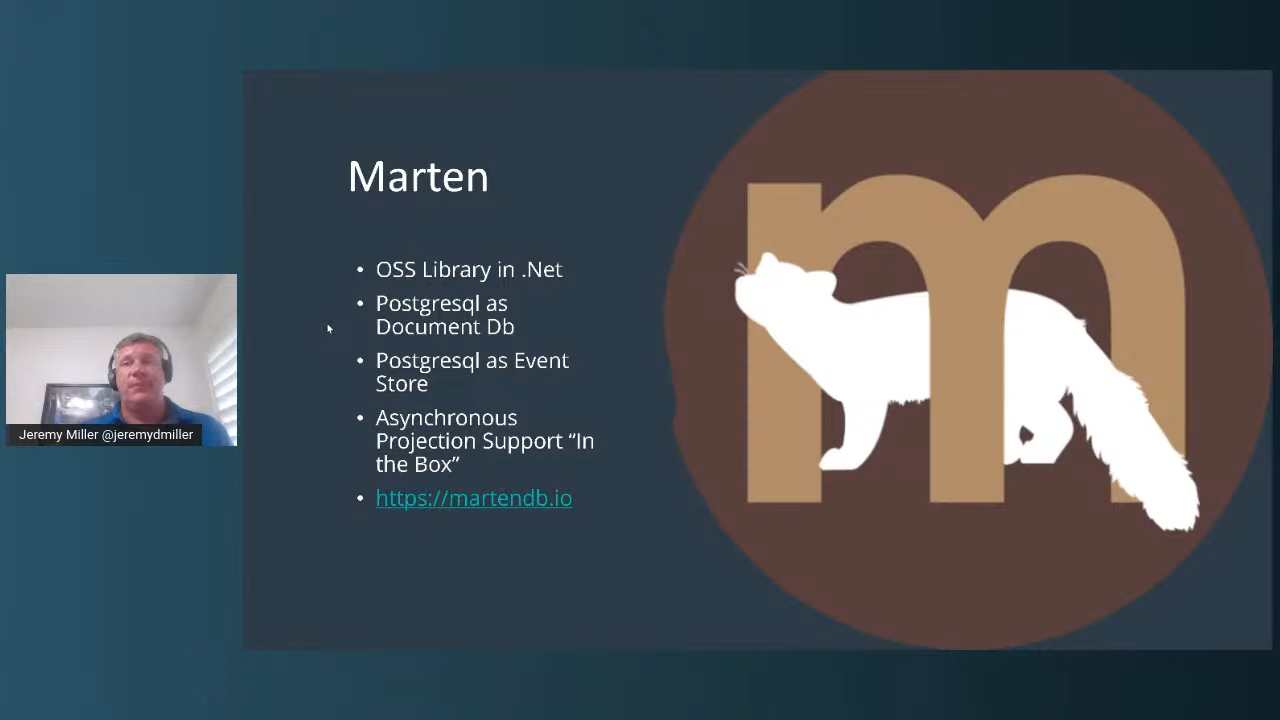 Marten
• OSS Library in .Net
• Postgresql as
Document Db
• Postgresql as Event
Store
• Asynchronous
Projection Support “In
the Box”
• https://martendb.io
m
Jeremy Miller @jeremydmiller